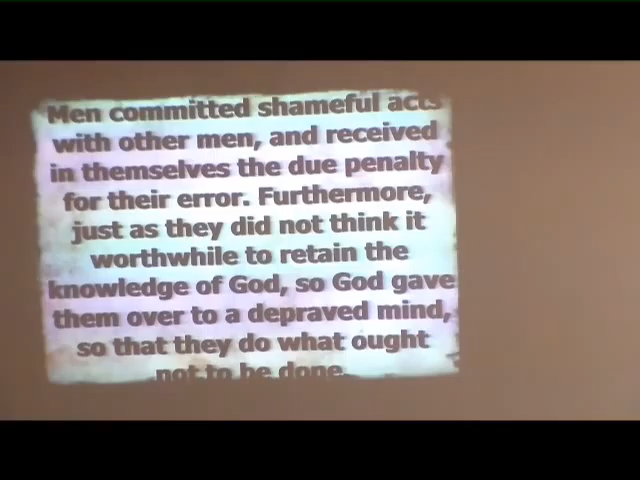 Men committed shameful acts
with other men, and received
in themselves the due penalty
for their error. Furthermore,
just as they did not think it
worthwhile to retain the
knowledge of God, so God gave
them over to a depraved mind,
so that they do what ought
not to be done.